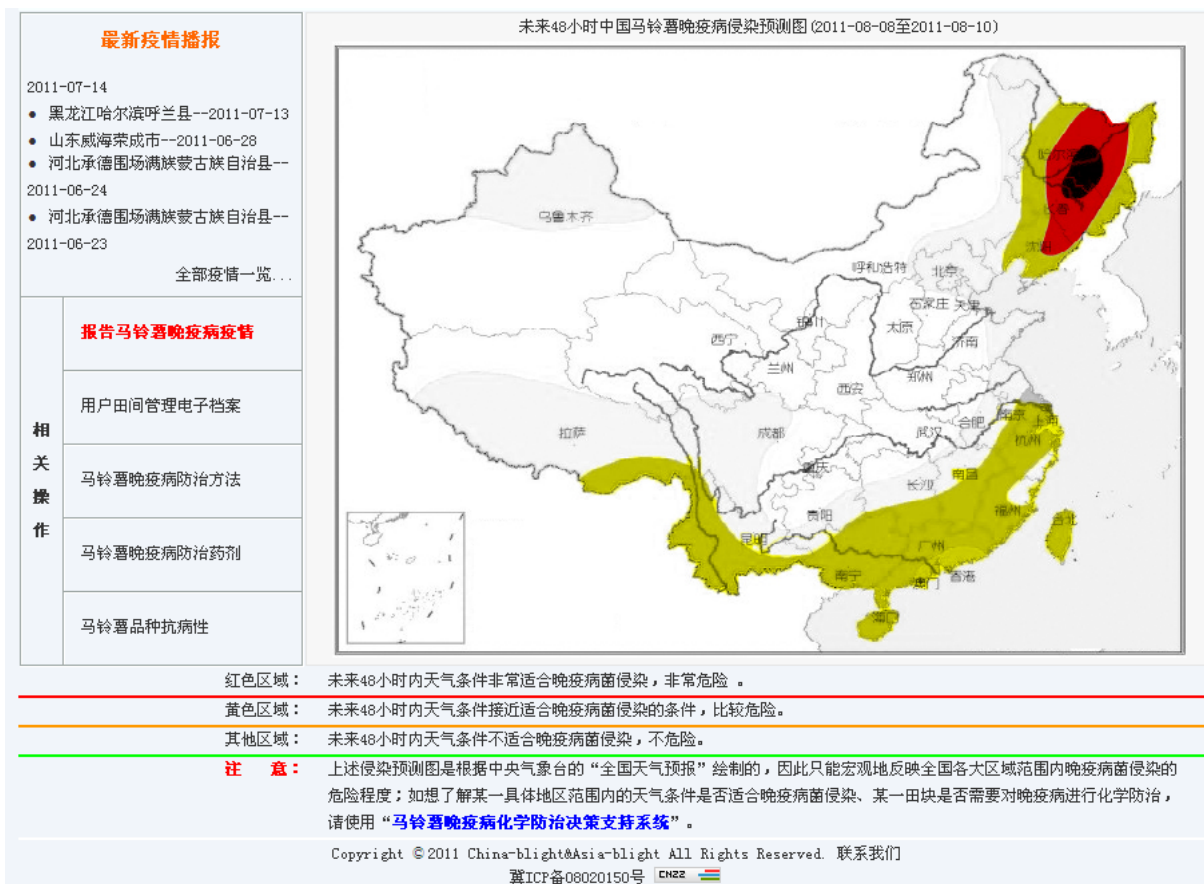 最新疫情播报
2011-07-14
● 黑龙江哈尔滨呼兰县--2011-07-13
● 山东威海荣成市--2011-06-28
● 河北承德围场满族蒙古族自治县--
2011-06-24
● 河北承德围场满族蒙古族自治县--
2011-06-23
全部疫情一览...
相关操作
报告马铃薯晚疫病疫情
用户田间管理电子档案
马铃薯晚疫病防治方法
马铃薯晚疫病防治药剂
马铃薯品种抗病性
未来48小时中国马铃薯晚疫病侵染预测图(2011-08-08至2011-08-10)
哈尔滨
长春
沈阳
乌鲁木齐
呼和浩特
北京
石家庄
天津
银川
太原
济南
西宁
兰州
西安
郑州
拉萨
成都
武汉
合肥
南京
上海
杭州
重庆
南昌
长沙
贵阳
福州
昆明
台北
广州
南宁
澳门
香港
海口
红色区域： 未来48小时内天气条件非常适合晚疫病菌侵染，非常危险 。
黄色区域： 未来48小时内天气条件接近适合晚疫病菌侵染的条件，比较危险。
其他区域： 未来48小时内天气条件不适合晚疫病菌侵染，不危险。
注 意： 上述侵染预测图是根据中央气象台的“全国天气预报”绘制的，因此只能宏观地反映全国各大区域范围内晚疫病菌侵染的
危险程度；如想了解某一具体地区范围内的天气条件是否适合晚疫病菌侵染、某一田块是否需要对晚疫病进行化学防治，
请使用“马铃薯晚疫病化学防治决策支持系统”。
Copyright ©2011 China-blight&Asia-blight All Rights Reserved. 联系我们
冀ICP备08020150号 CNZZ